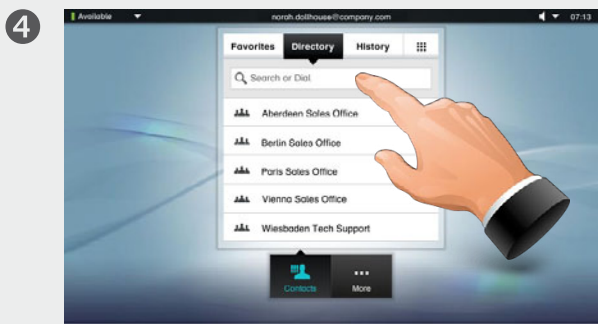 4
Available
norah.dollhouse@company.com
07:13
Favorites Directory History
Search or Dial
Aberdeen Sales Office
Berlin Sales Office
Paris Sales Office
Vienna Sales Office
Wiesbaden Tech Support
Contacts More